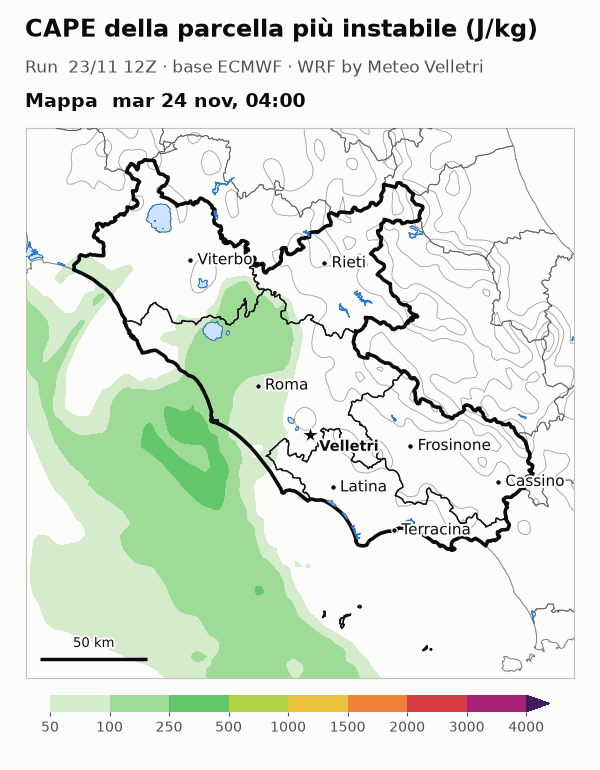 CAPE della parcella più instabile (J/kg)
Run  23/11 12Z · base ECMWF · WRF by Meteo Velletri
Mappa  mar 24 nov, 04:00
Viterbo
Rieti
Roma
Velletri
Frosinone
Latina
Cassino
Terracina
50 km
50 100 250 500 1000 1500 2000 3000 4000